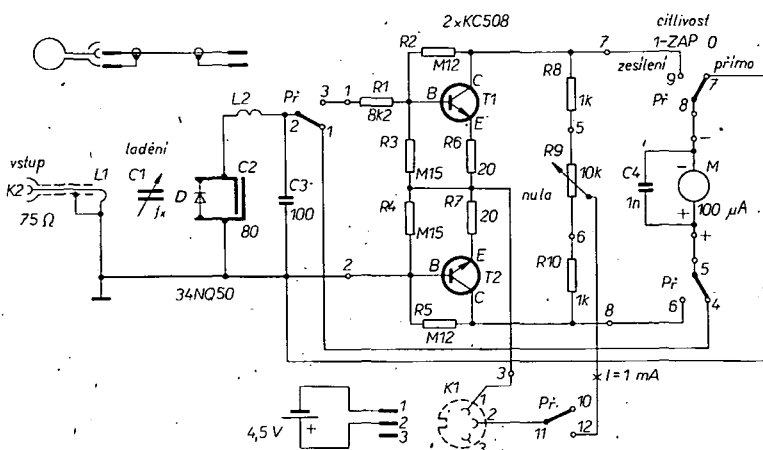 2xKC508
citlivost
1-ZAP 0
zesílení
přímo
R2
M12
7
9
7
Př
8
R8
1k
5
3
1
R1
8k2
B
C
T1
E
L2
Př
2
1
R3
M15
R6
20
R9
10k
nula
-
-
M
C4
1n
100 µA
+
+
vstup
K2
75 Ω
L1
ladění
C1
fx
D
C2
80
C3
100
R4
M15
R7
20
6
R10
1k
5
Př
6
4
2
B
E
T2
C
34NQ50
R5
M12
8
3
I=1 mA
K1
1
2
3
Př.
10
11
12
4,5 V
+
1
2
3